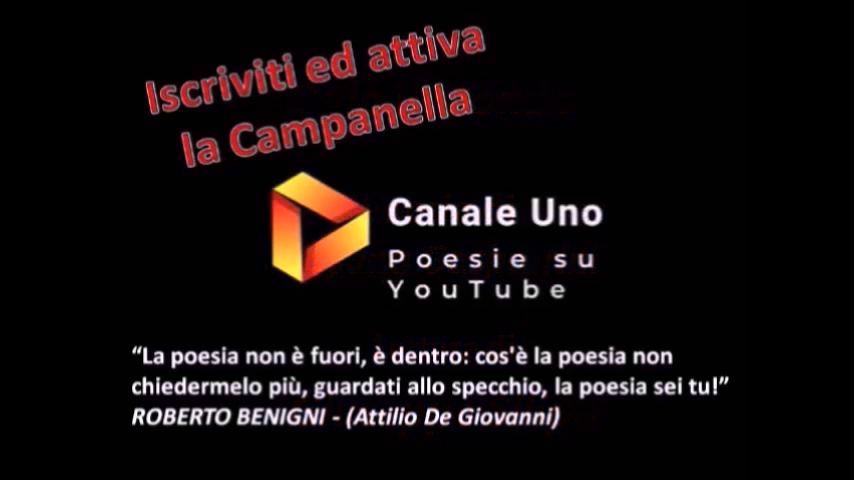 Iscriviti ed attiva
la Campanella
Canale Uno
Poesie su
YouTube
“La poesia non è fuori, è dentro: cos'è la poesia non
chiedermelo più, guardati allo specchio, la poesia sei tu!”
ROBERTO BENIGNI - (Attilio De Giovanni)